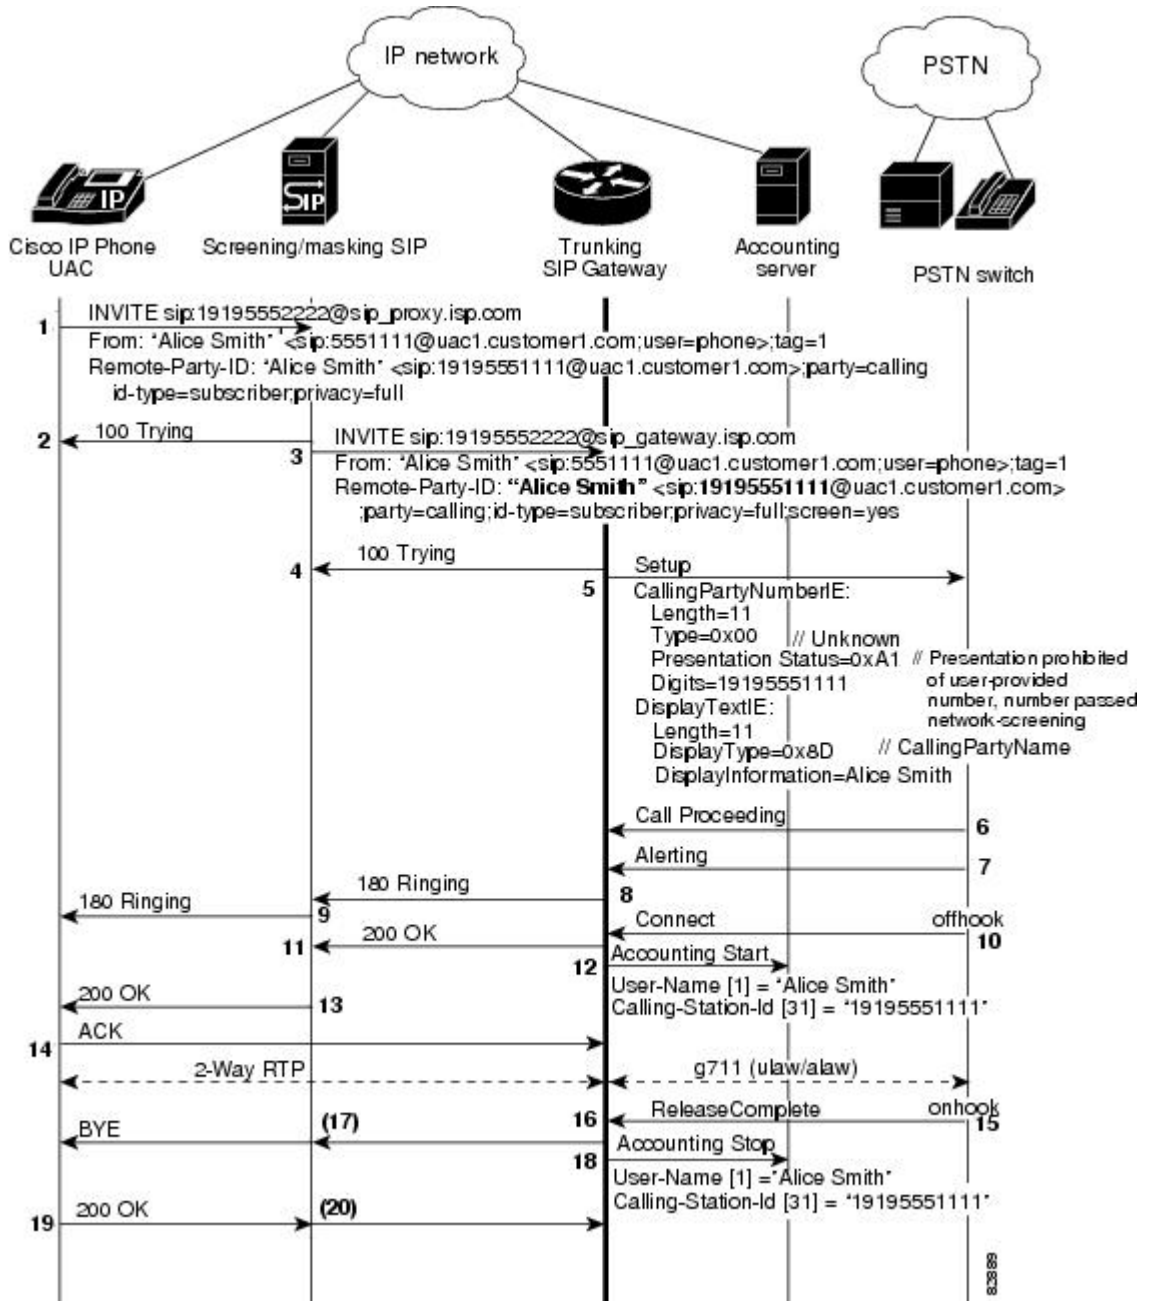 IP network
PSTN
IP
SIP
Cisco IP Phone
UAC
Screening/masking SIP
Trunking
SIP Gateway
Accounting
server
PSTN switch
1
INVITE sip:19195552222@sip_proxy.isp.com
From: "Alice Smith" <sip:5551111@uac1.customer1.com;user=phone>;tag=1
Remote-Party-ID: "Alice Smith" <sip:19195551111@uac1.customer1.com>;party=calling
id-type=subscriber;privacy=full
2
100 Trying
3
INVITE sip:19195552222@sip_gateway.isp.com
From: "Alice Smith" <sip:5551111@uac1.customer1.com;user=phone>;tag=1
Remote-Party-ID: "Alice Smith" <sip:19195551111@uac1.customer1.com>
;party=calling;id-type=subscriber;privacy=full;screen=yes
4
100 Trying
5
Setup
CallingPartyNumberIE:
Length=11
Type=0x00 // Unknown
Presentation Status=0xA1 // Presentation prohibited
of user-provided
number, number passed
network-screening
Digits=19195551111
DisplayTextIE:
Length=11
DisplayType=0x8D // CallingPartyName
DisplayInformation=Alice Smith
Call Proceeding
6
Alerting
7
180 Ringing
8
180 Ringing
9
Connect
offhook
10
11
200 OK
12
Accounting Start
User-Name [1] = "Alice Smith"
Calling-Station-Id [31] = "19195551111"
200 OK
13
14
ACK
2-Way RTP
g711 (ulaw/alaw)
ReleaseComplete
onhook
15
16
BYE
(17)
18
Accounting Stop
User-Name [1] ="Alice Smith"
Calling-Station-Id [31] = "19195551111"
19
200 OK
(20)
82889